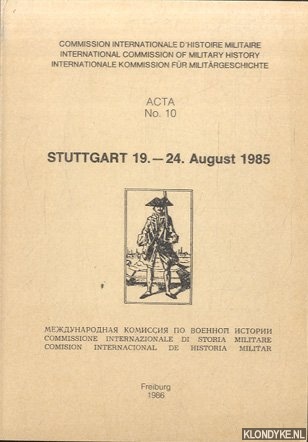 COMMISSION INTERNATIONALE D'HISTOIRE MILITAIRE
INTERNATIONAL COMMISSION OF MILITARY HISTORY
INTERNATIONALE KOMMISSION FÜR MILITÄRGESCHICHTE
ACTA
No. 10
STUTTGART 19.—24. August 1985
МЕЖДУНАРОДНАЯ КОМИССИЯ ПО ВОЕННОЙ ИСТОРИИ
COMMISSIONE INTERNAZIONALE DI STORIA MILITARE
COMISION INTERNACIONAL DE HISTORIA MILITAR
Freiburg
1986
KLONDYKE.NL